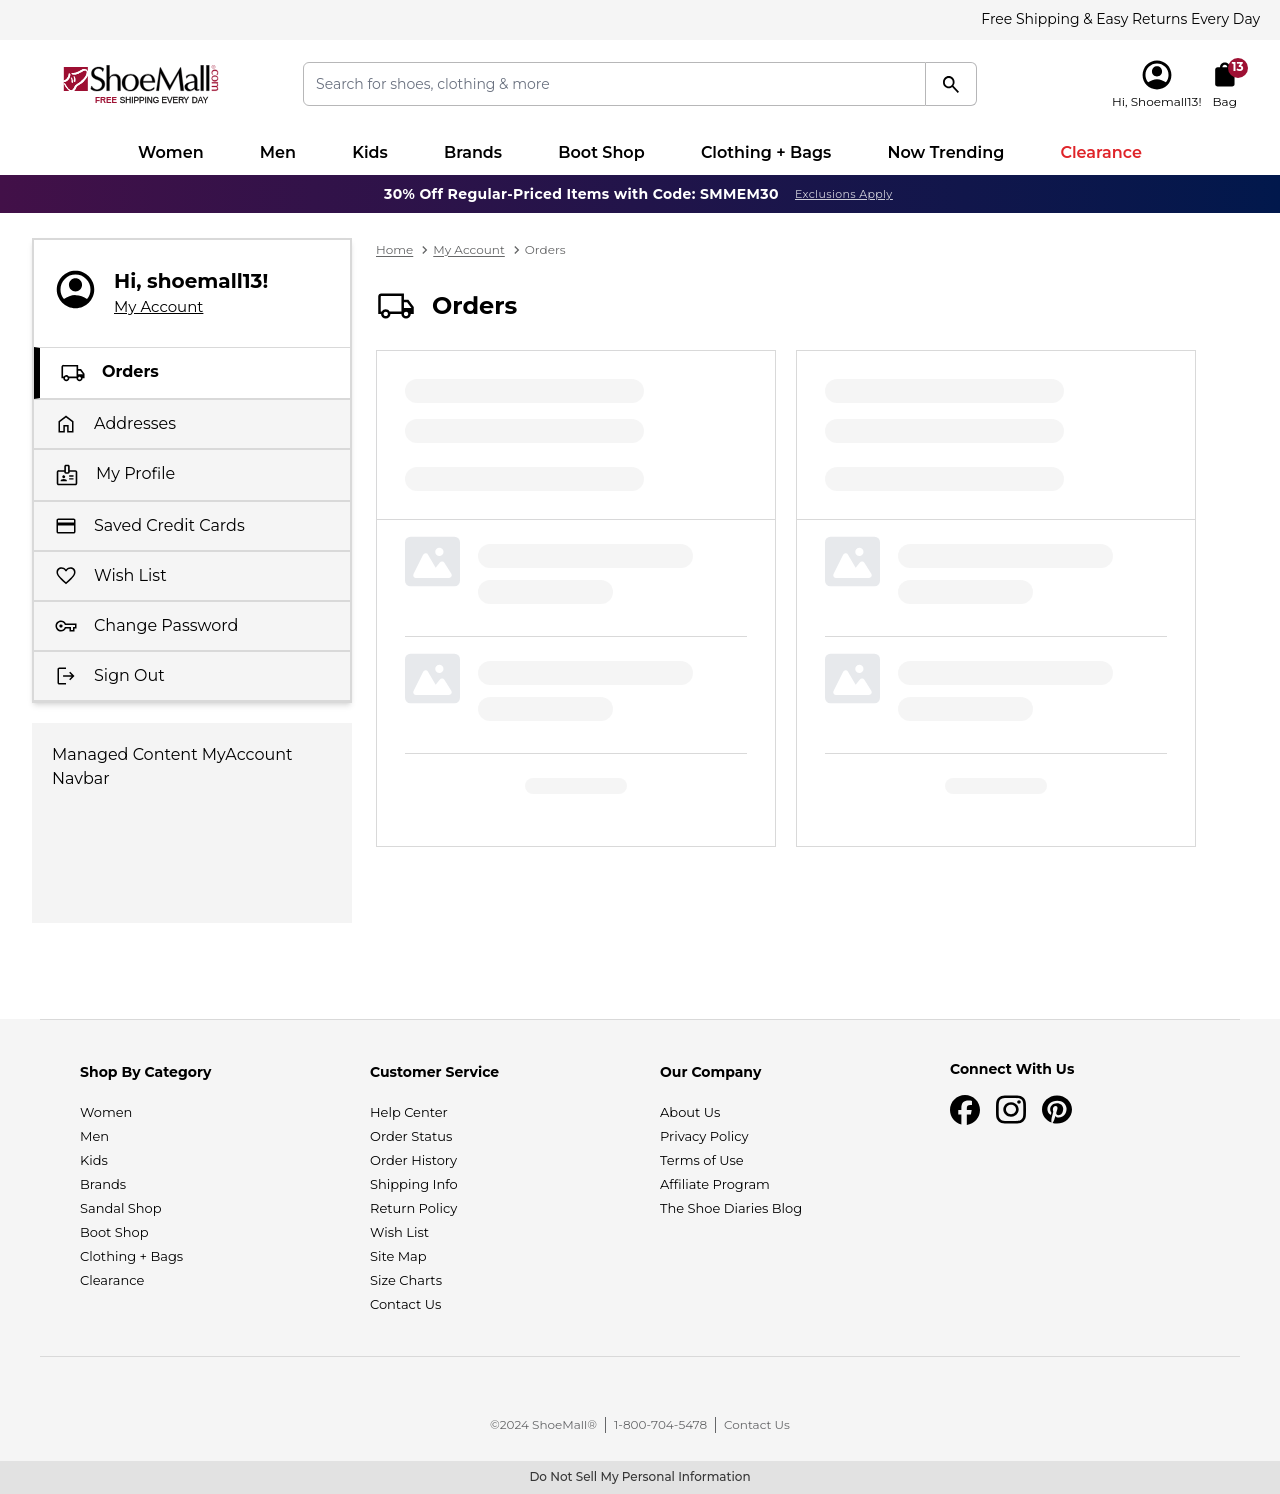 Free Shipping & Easy Returns Every Day
ShoeMall.com
FREE SHIPPING EVERY DAY
Search for shoes, clothing & more
13
Hi, Shoemall13!
Bag
Women
Men
Kids
Brands
Boot Shop
Clothing + Bags
Now Trending
Clearance
30% Off Regular-Priced Items with Code: SMMEM30
Exclusions Apply
Hi, shoemall13!
My Account
Orders
Addresses
My Profile
Saved Credit Cards
Wish List
Change Password
Sign Out
Managed Content MyAccount
Navbar
Home > My Account > Orders
Orders
Shop By Category
Women
Men
Kids
Brands
Sandal Shop
Boot Shop
Clothing + Bags
Clearance
Customer Service
Help Center
Order Status
Order History
Shipping Info
Return Policy
Wish List
Site Map
Size Charts
Contact Us
Our Company
About Us
Privacy Policy
Terms of Use
Affiliate Program
The Shoe Diaries Blog
Connect With Us
©2024 ShoeMall® | 1-800-704-5478 | Contact Us
Do Not Sell My Personal Information